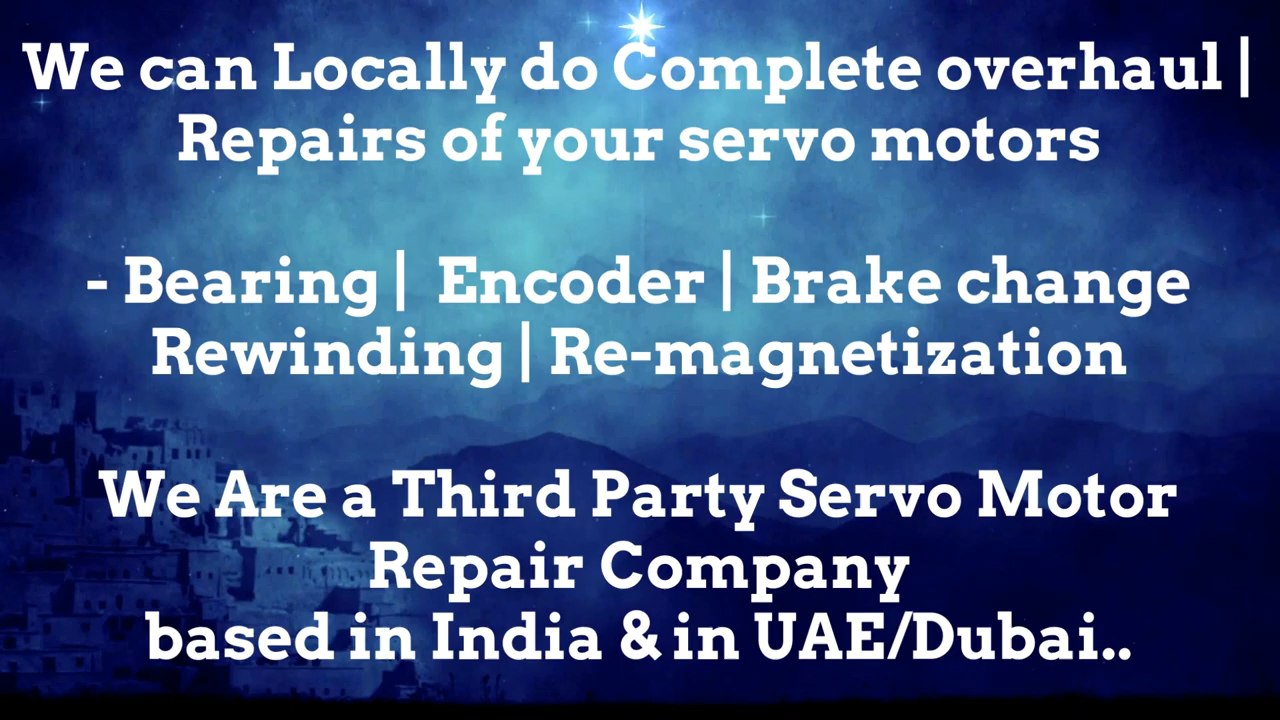 We can Locally do Complete overhaul |
Repairs of your servo motors
- Bearing | Encoder | Brake change
Rewinding | Re-magnetization
We Are a Third Party Servo Motor
Repair Company
based in India & in UAE/Dubai..